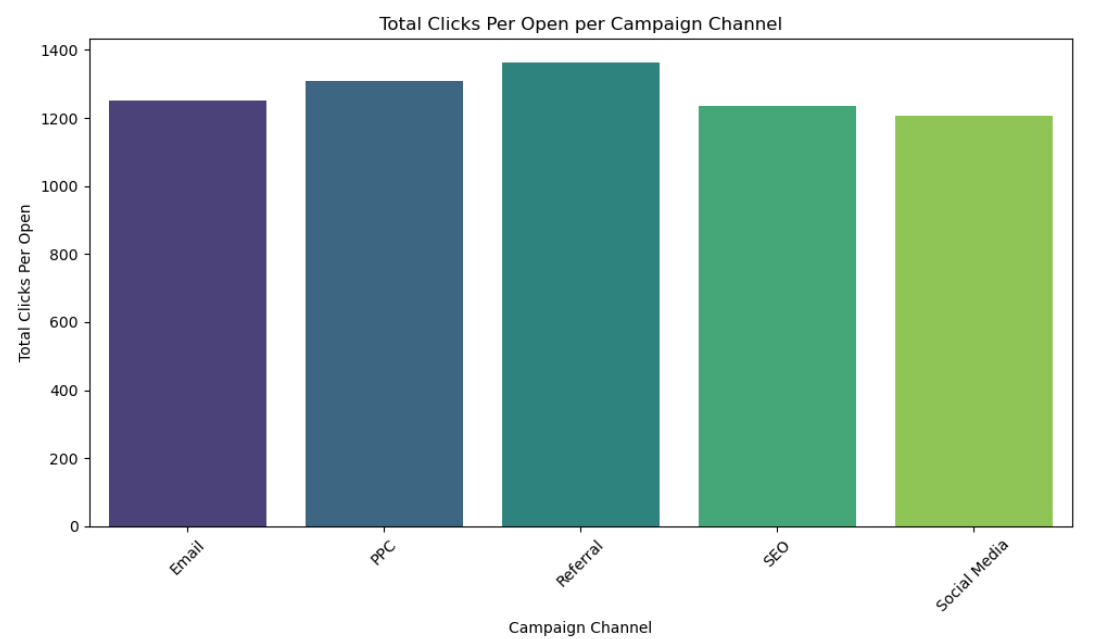 Total Clicks Per Open per Campaign Channel
1400
1200
1000
800
600
400
200
0
Total Clicks Per Open
Email
PPC
Referral
SEO
Social Media
Campaign Channel